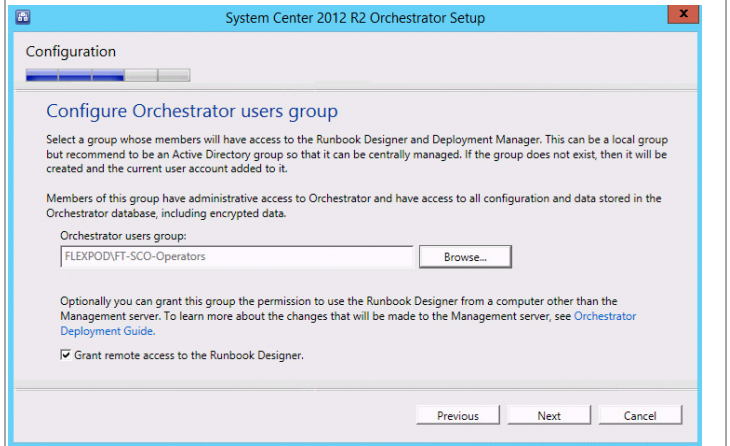 System Center 2012 R2 Orchestrator Setup
x
Configuration
Configure Orchestrator users group
Select a group whose members will have access to the Runbook Designer and Deployment Manager. This can be a local group
but recommend to be an Active Directory group so that it can be centrally managed. If the group does not exist, then it will be
created and the current user account added to it.
Members of this group have administrative access to Orchestrator and have access to all configuration and data stored in the
Orchestrator database, including encrypted data.
Orchestrator users group:
FLEXPOD\FT-SCO-Operators
Browse...
Optionally you can grant this group the permission to use the Runbook Designer from a computer other than the
Management server. To learn more about the changes that will be made to the Management server, see Orchestrator
Deployment Guide.
Grant remote access to the Runbook Designer.
Previous
Next
Cancel